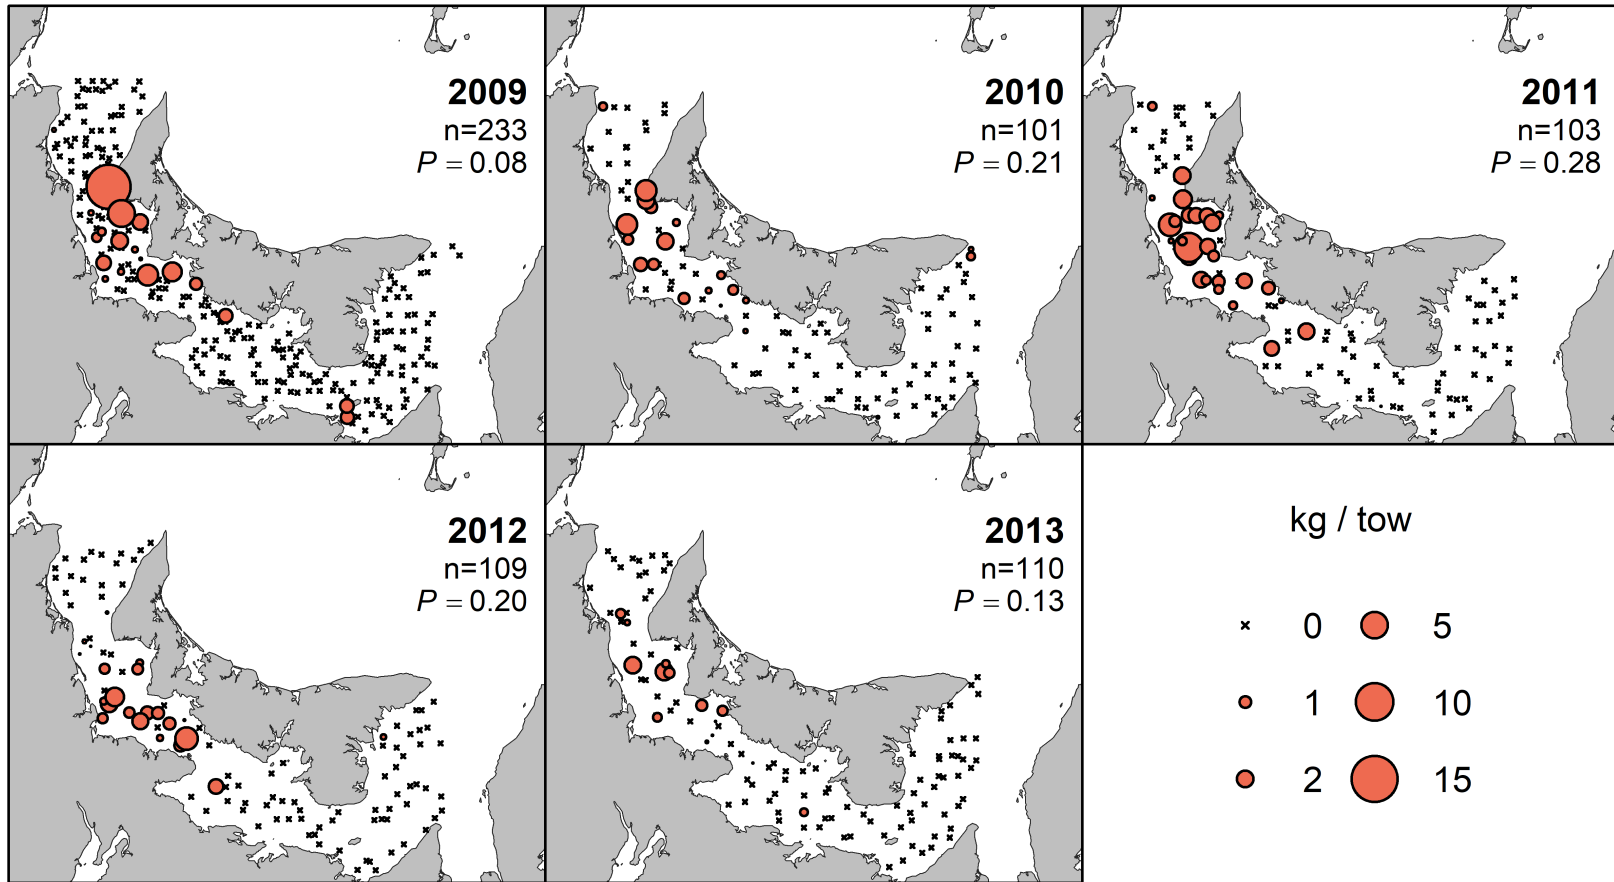 2009
n=233
P = 0.08
2010
n=101
P = 0.21
2011
n=103
P = 0.28
2012
n=109
P = 0.20
2013
n=110
P = 0.13
kg / tow
0 5
1 10
2 15